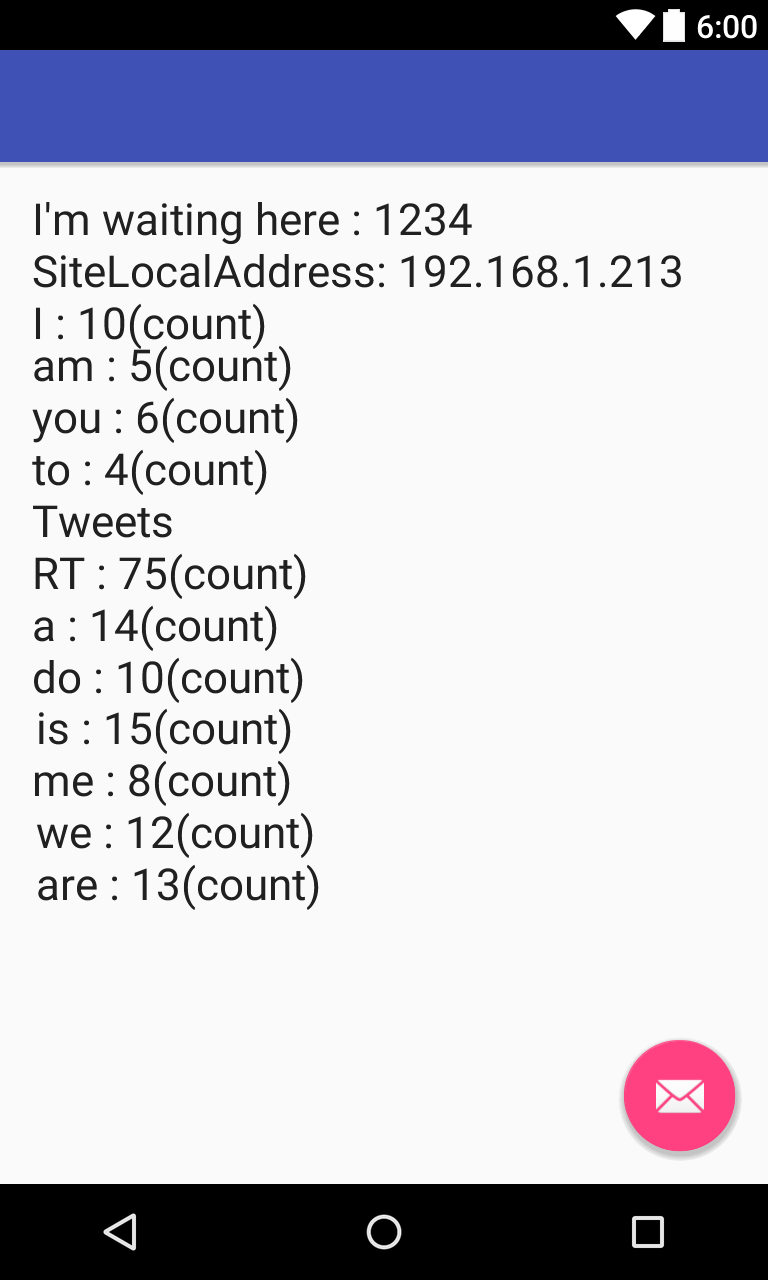 6:00
I'm waiting here : 1234
SiteLocalAddress: 192.168.1.213
I : 10(count)
am : 5(count)
you : 6(count)
to : 4(count)
Tweets
RT : 75(count)
a : 14(count)
do : 10(count)
is : 15(count)
me : 8(count)
we : 12(count)
are : 13(count)